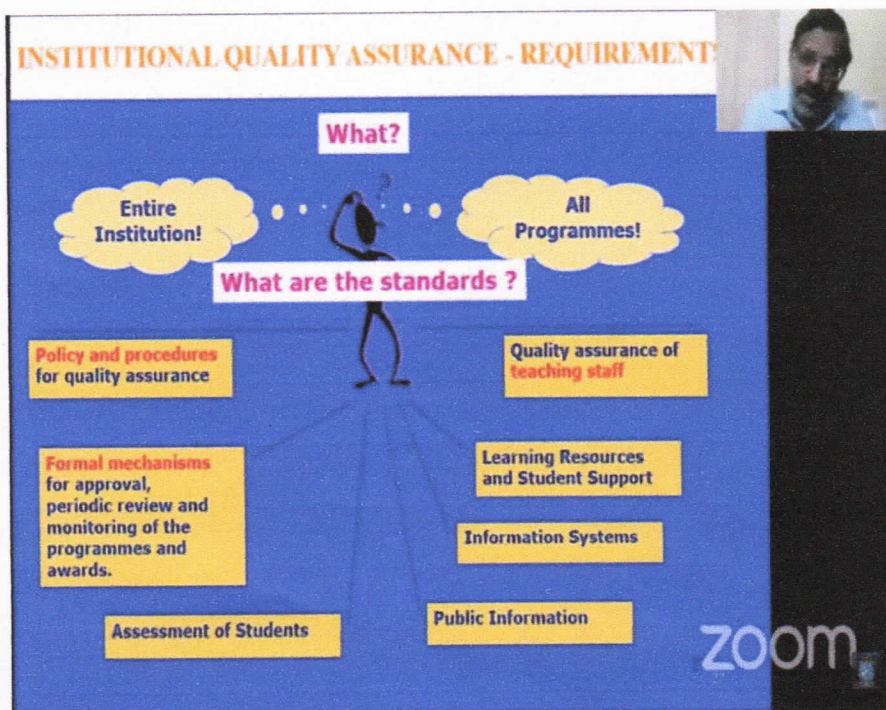 INSTITUTIONAL QUALITY ASSURANCE - REQUIREMENTS
What?
Entire
Institution!
?
All
Programmes!
What are the standards ?
Policy and procedures
for quality assurance
Quality assurance of
teaching staff
Formal mechanisms
for approval,
periodic review and
monitoring of the
programmes and
awards.
Learning Resources
and Student Support
Information Systems
Assessment of Students
Public Information
zoom